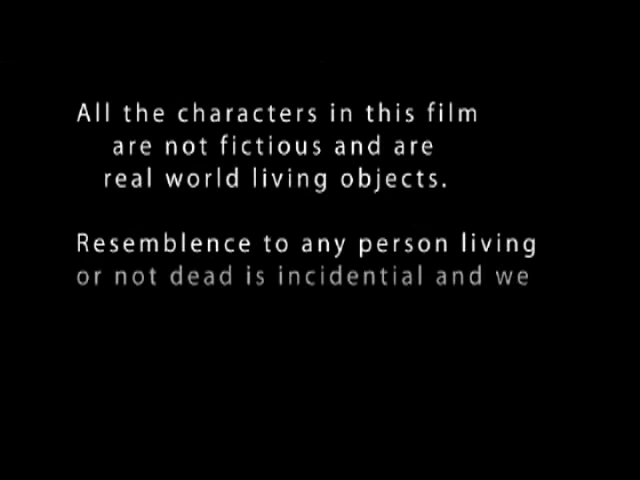 All the characters in this film
are not fictious and are
real world living objects.
Resemblence to any person living
or not dead is incidential and we